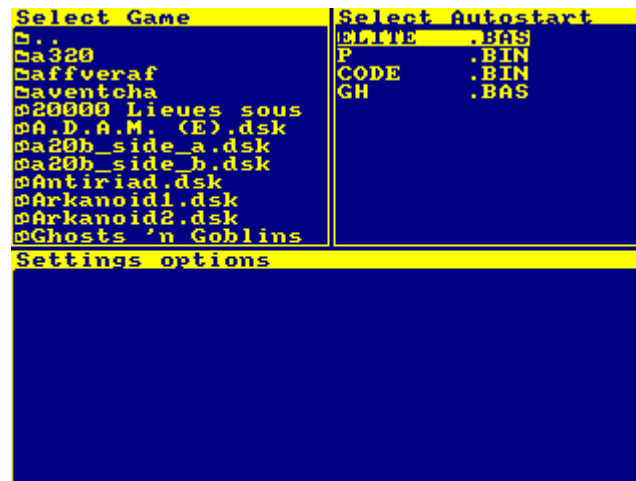 Select Game
..
a320
affveraf
aventcha
20000 Lieues sous
A.D.A.M. (E).dsk
a20b_side_a.dsk
a20b_side_b.dsk
Antiriad.dsk
Arkanoid1.dsk
Arkanoid2.dsk
Ghosts 'n Goblins
Select Autostart
ELITE .BAS
P .BIN
CODE .BIN
GH .BAS
Settings options